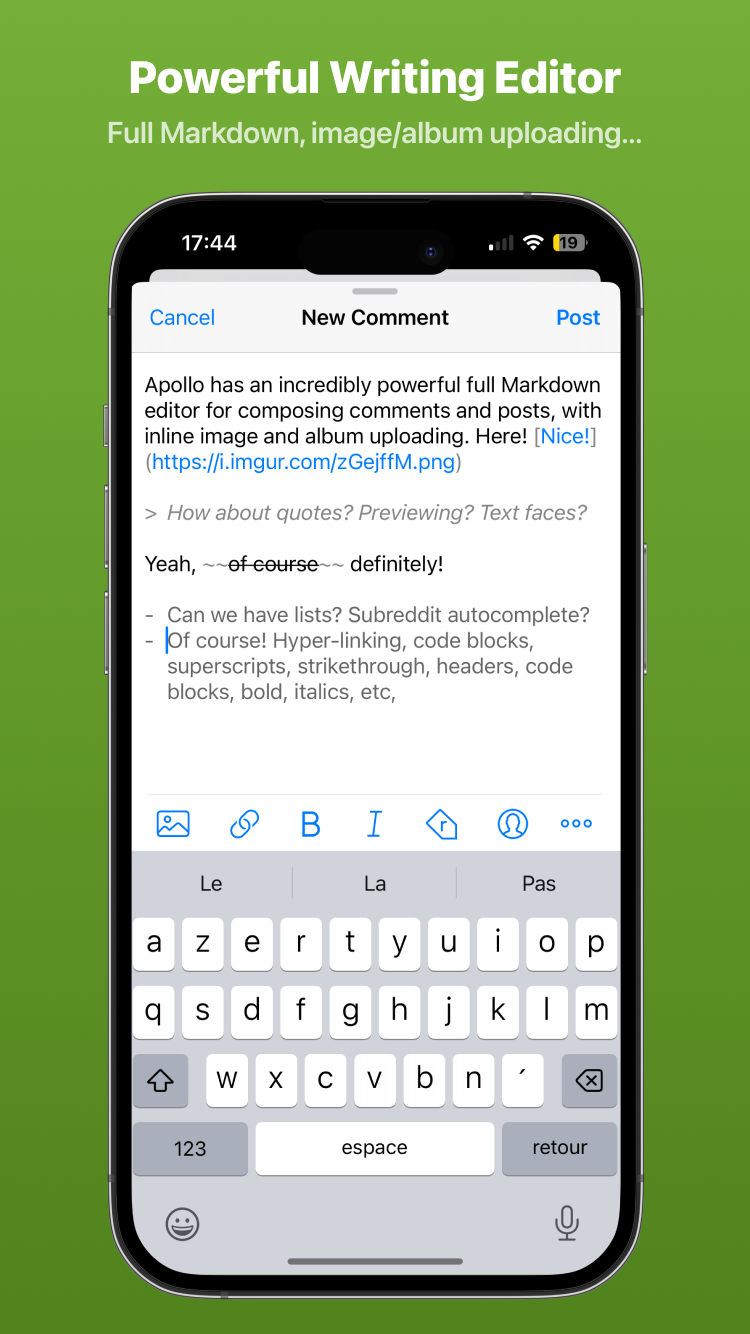 Powerful Writing Editor
Full Markdown, image/album uploading...
17:44
19
Cancel
New Comment
Post
Apollo has an incredibly powerful full Markdown
editor for composing comments and posts, with
inline image and album uploading. Here! [Nice!]
(https://i.imgur.com/zGejffM.png)
> How about quotes? Previewing? Text faces?
Yeah, ~~of course~~ definitely!
- Can we have lists? Subreddit autocomplete?
- Of course! Hyper-linking, code blocks,
superscripts, strikethrough, headers, code
blocks, bold, italics, etc,
B I r
Le La Pas
a z e r t y u i o p
q s d f g h j k l m
w x c v b n ´
123 espace retour